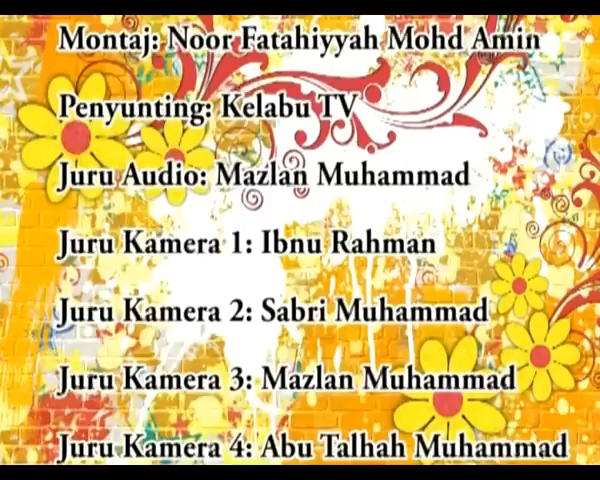 Montaj: Noor Fatahiyyah Mohd Amin
Penyunting: Kelabu TV
Juru Audio: Mazlan Muhammad
Juru Kamera 1: Ibnu Rahman
Juru Kamera 2: Sabri Muhammad
Juru Kamera 3: Mazlan Muhammad
Juru Kamera 4: Abu Talhah Muhammad